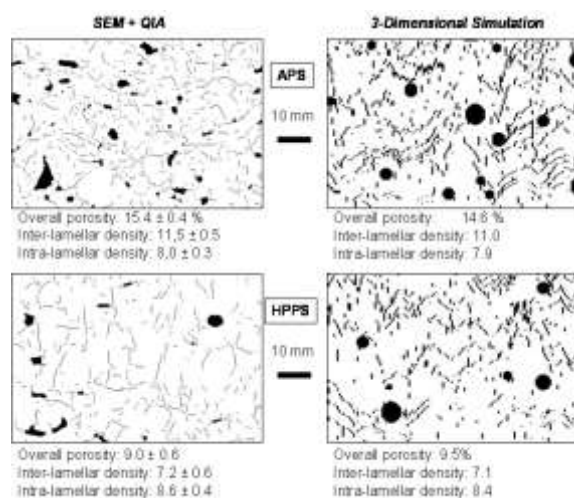 SEM + QIA
3-Dimensional Simulation
APS
10 mm
Overall porosity: 15.4 ± 0.4 %
Inter-lamellar density: 11,5 ± 0.5
Intra-lamellar density: 8,0 ± 0.3
Overall porosity: 14.6 %
Inter-lamellar density: 11.0
Intra-lamellar density: 7.9
HPPS
10 mm
Overall porosity: 9.0 ± 0.6
Inter-lamellar density: 7.2 ± 0.6
Intra-lamellar density: 8.6 ± 0.4
Overall porosity: 9.5%
Inter-lamellar density: 7.1
Intra-lamellar density: 8.4